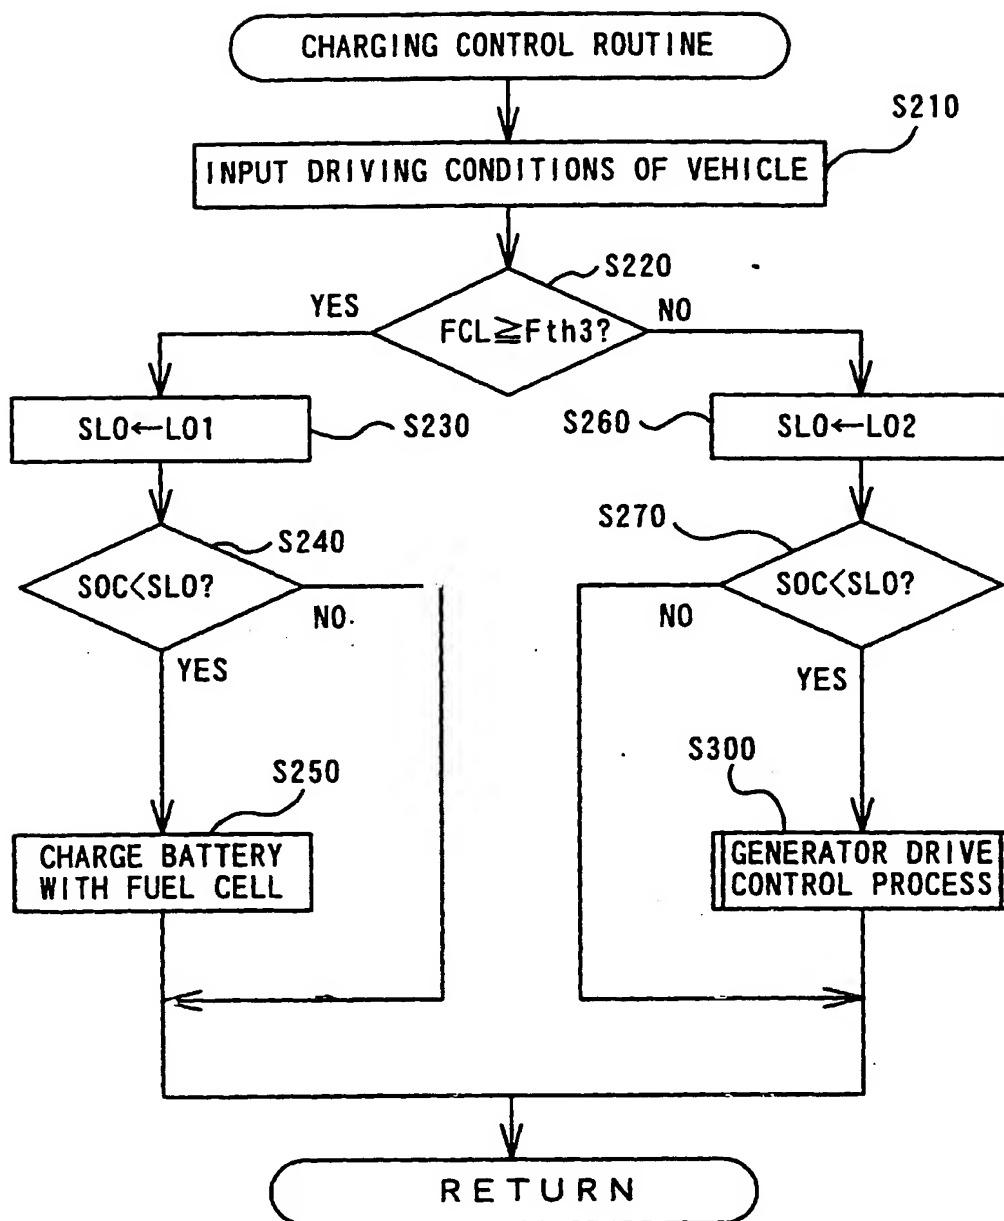 CHARGING CONTROL ROUTINE
S210
INPUT DRIVING CONDITIONS OF VEHICLE
S220
YES
FCL≧Fth3?
NO
SLO←LO1
S230
S260
SLO←LO2
S240
SOC<SLO?
NO
YES
S270
SOC<SLO?
NO
YES
S250
CHARGE BATTERY
WITH FUEL CELL
S300
GENERATOR DRIVE
CONTROL PROCESS
RETURN